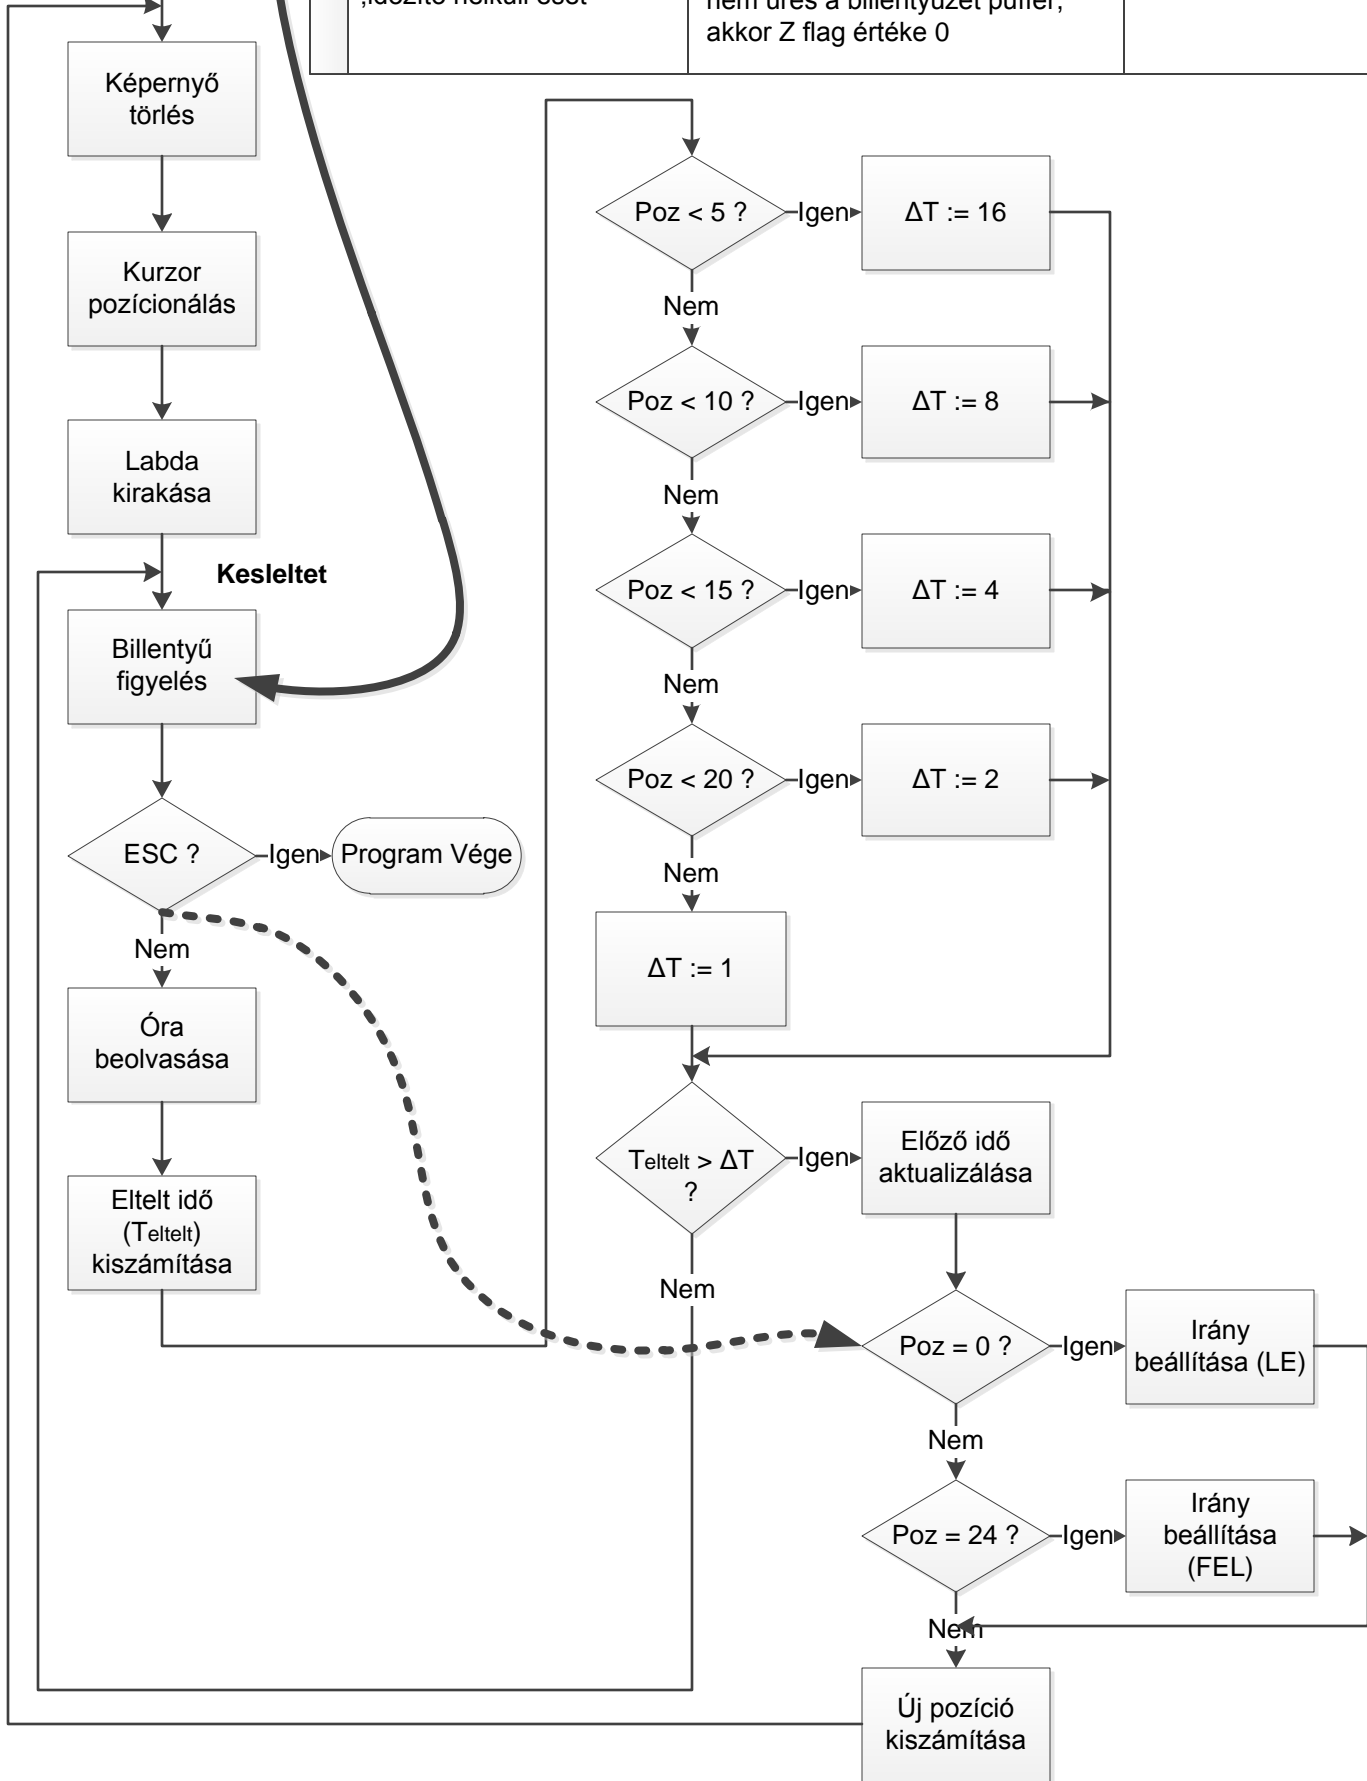 nem üres a billentyűzet puffer,
akkor Z flag értéke 0
Képernyő
törlés
Kurzor
pozícionálás
Labda
kirakása
Kesleltet
Billentyű
figyelés
ESC ?
Igen
Program Vége
Nem
Óra
beolvasása
Eltelt idő
(Teltelt)
kiszámítása
Poz < 5 ?
Igen
ΔT := 16
Nem
Poz < 10 ?
Igen
ΔT := 8
Nem
Poz < 15 ?
Igen
ΔT := 4
Nem
Poz < 20 ?
Igen
ΔT := 2
Nem
ΔT := 1
Teltelt > ΔT
?
Igen
Előző idő
aktualizálása
Nem
Poz = 0 ?
Igen
Irány
beállítása (LE)
Nem
Poz = 24 ?
Igen
Irány
beállítása
(FEL)
Nem
Új pozíció
kiszámítása